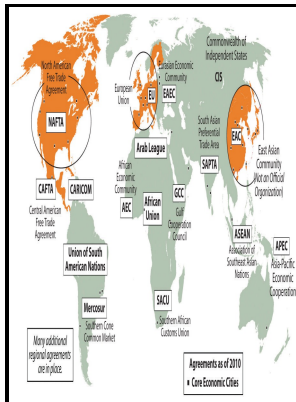 Commonwealth of
Independent States
CIS
North American
Free Trade
Agreement
NAFTA
European
Union
EU
Eurasian Economic
Community
EAEC
Arab League
South Asian
Preferential
Trade Area
SAPTA
EAC
East Asian
Community
(Not an
Official
Organization)
CAFTA
CARICOM
Central American
Free Trade
Agreement
African
Economic
Community
AEC
African
Union
GCC
Gulf
Cooperation
Council
ASEAN
Association of
Southeast Asian
Nations
APEC
Asia-Pacific
Economic
Cooperation
Union of South
American Nations
Mercosur
Southern Cone
Common Market
SACU
Southern African
Customs Union
Many additional
regional agreements
are in place.
Agreements as of 2010
▪ Core Economic Cities